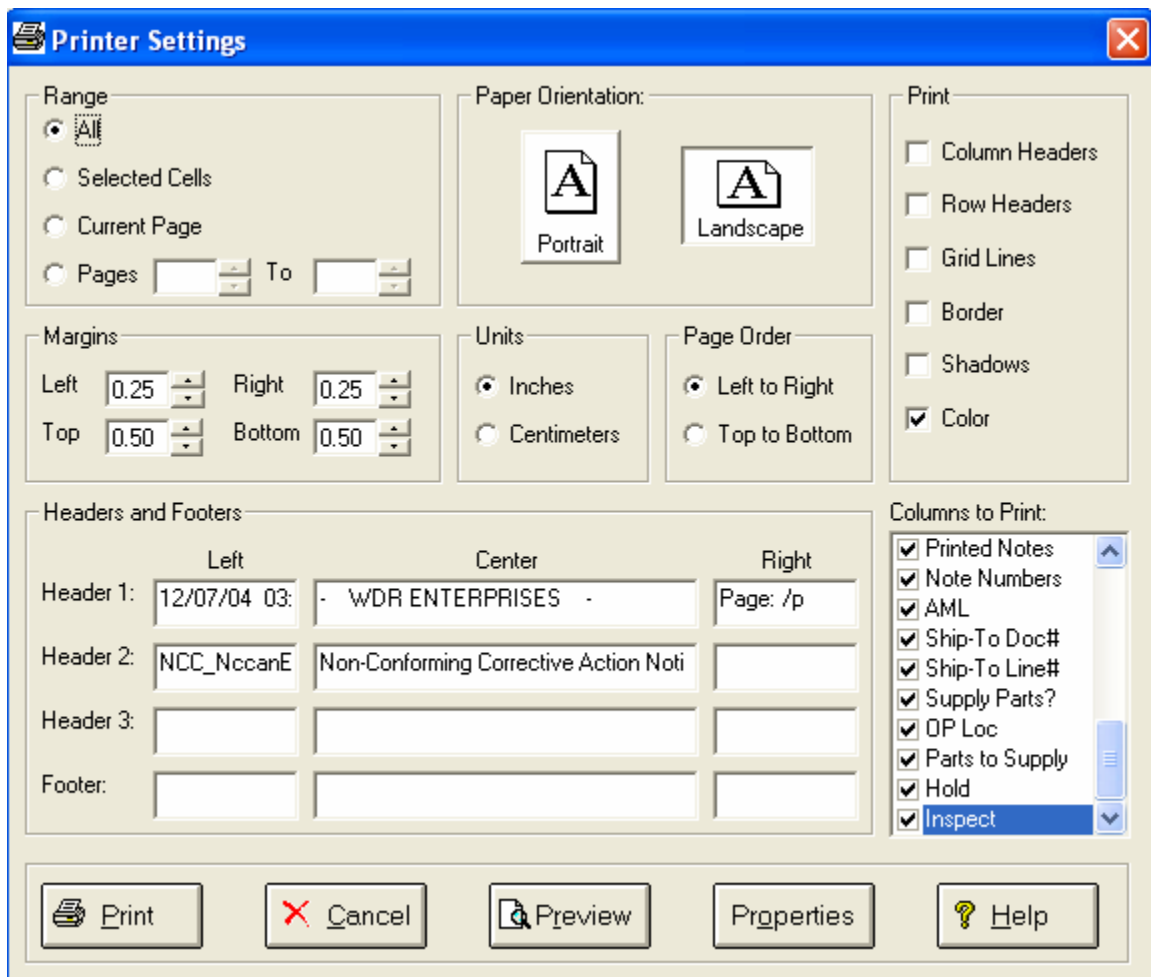 Printer Settings
Range
All
Selected Cells
Current Page
Pages To
Paper Orientation:
A
Portrait
A
Landscape
Print
Column Headers
Row Headers
Grid Lines
Border
Shadows
Color
Margins
Left 0.25 Right 0.25
Top 0.50 Bottom 0.50
Units
Inches
Centimeters
Page Order
Left to Right
Top to Bottom
Headers and Footers
Left Center Right
Header 1: 12/07/04 03: - WDR ENTERPRISES - Page: /p
Header 2: NCC_NccanE Non-Conforming Corrective Action Noti
Header 3:
Footer:
Columns to Print:
Printed Notes
Note Numbers
AML
Ship-To Doc#
Ship-To Line#
Supply Parts?
OP Loc
Parts to Supply
Hold
Inspect
Print Cancel Preview Properties Help